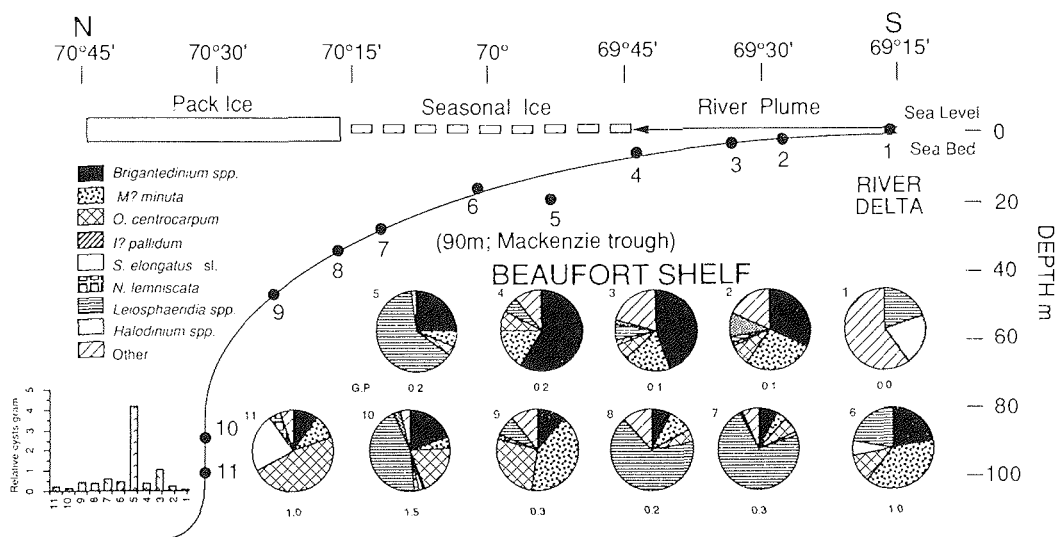 N S
70°45' 70°30' 70°15' 70° 69°45' 69°30' 69°15'
Pack Ice Seasonal Ice River Plume Sea Level
Sea Bed
0
20
40
60
80
100
DEPTH m
1
2
3
4
5
6
7
8
9
10
11
RIVER
DELTA
(90m; Mackenzie trough)
BEAUFORT SHELF
Brigantedinium spp.
M? minuta
O. centrocarpum
I? pallidum
S. elongatus sl.
N. lemniscata
Leiosphaeridia spp.
Halodinium spp.
Other
5 4 3 2 1
G.P 0.2 0.2 0.1 0.1 0.0
11 10 9 8 7 6
1.0 1.5 0.3 0.2 0.3 1.0
Relative cysts gram
5
4
3
2
1
0
11 10 9 8 7 6 5 4 3 2 1